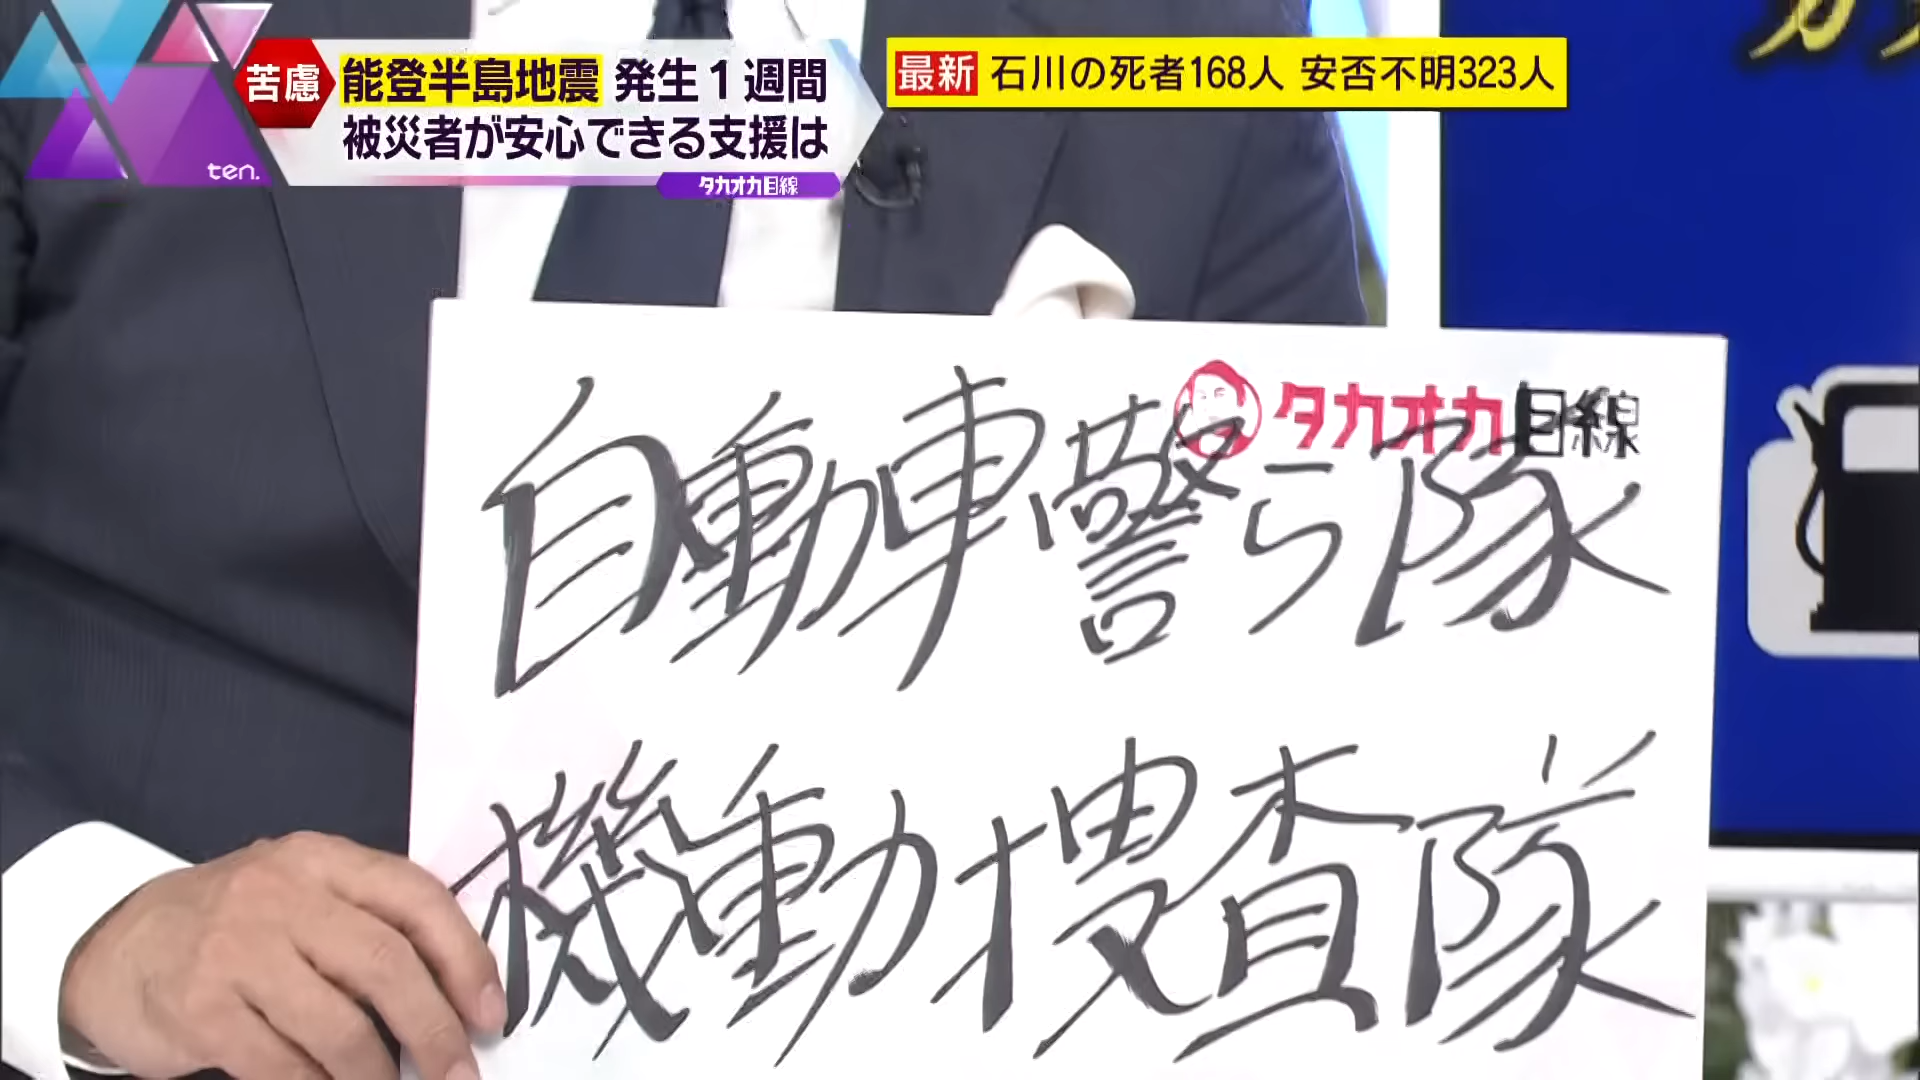 苦慮
能登半島地震 発生1週間
被災者が安心できる支援は
タカオカ目線
ten.
最新 石川の死者168人 安否不明323人
タカオカ目線
自動車警ら隊
機動捜査隊